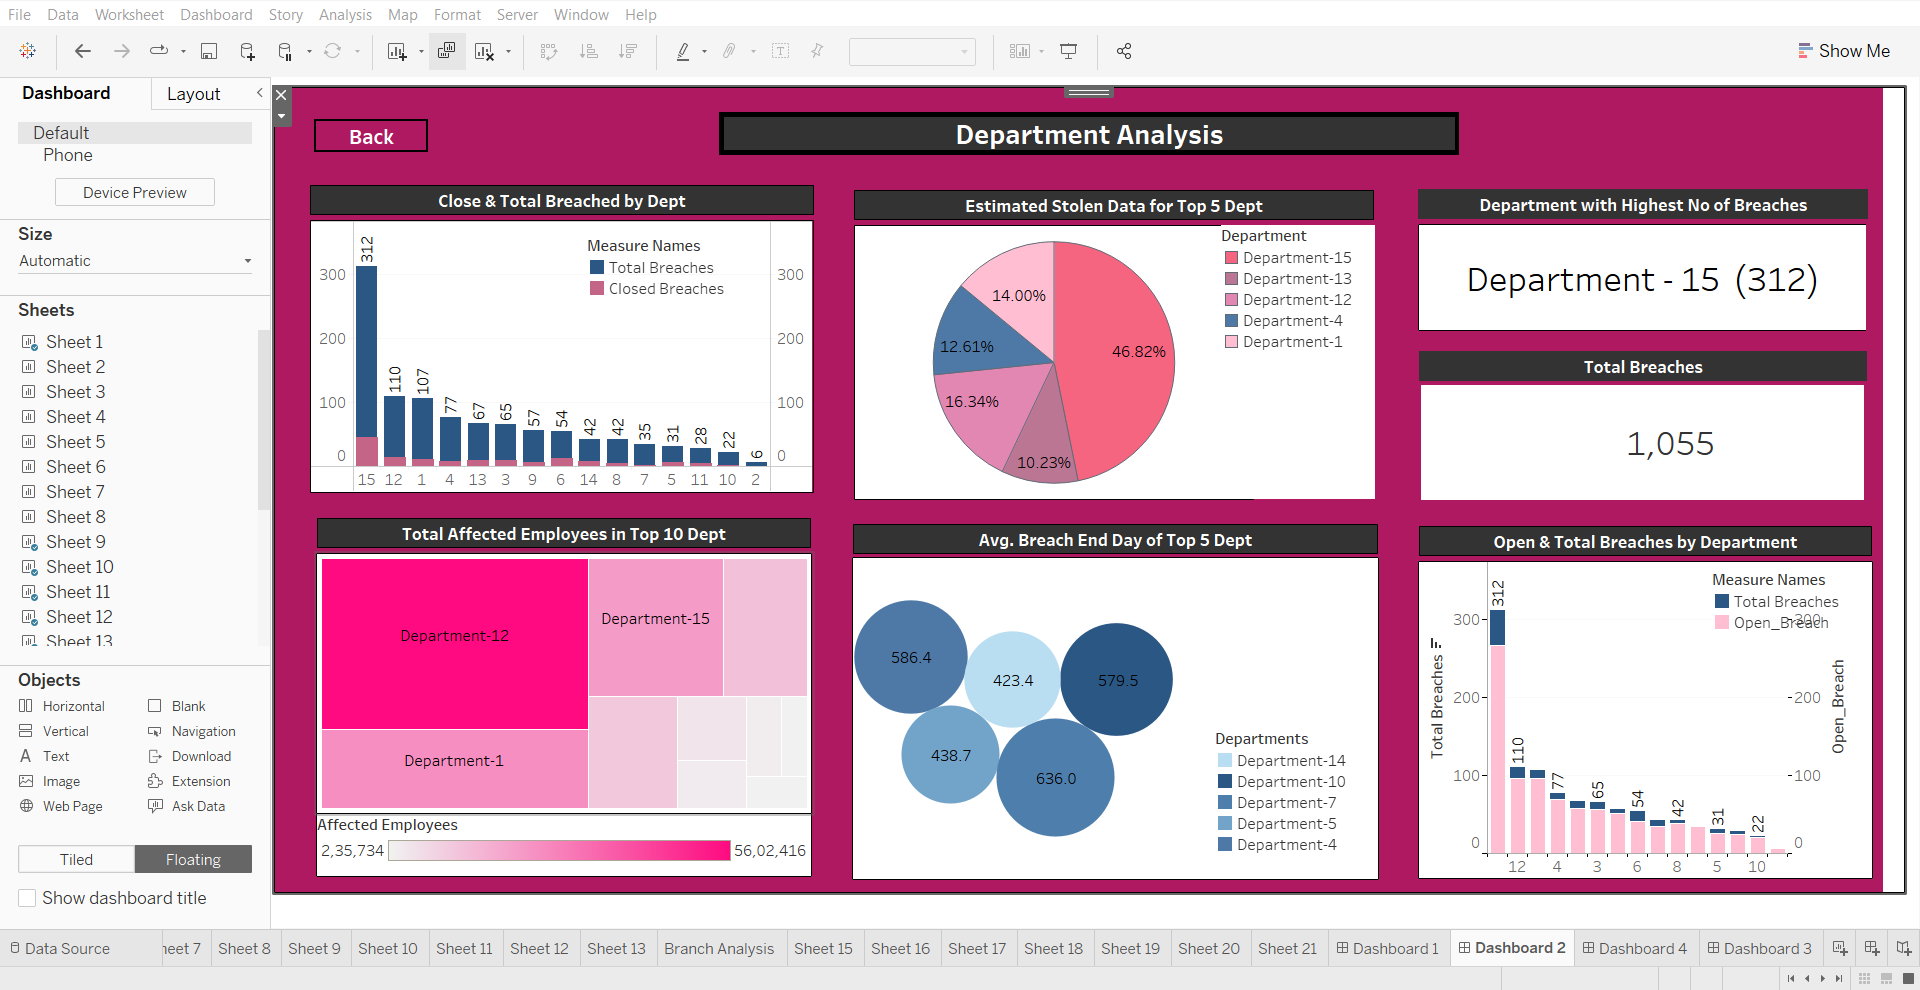 File Data Worksheet Dashboard Story Analysis Map Format Server Window Help
Show Me
Dashboard Layout
Default
Phone
Device Preview
Size
Automatic
Sheets
Sheet 1
Sheet 2
Sheet 3
Sheet 4
Sheet 5
Sheet 6
Sheet 7
Sheet 8
Sheet 9
Sheet 10
Sheet 11
Sheet 12
Sheet 13
Objects
Horizontal Blank
Vertical Navigation
Text Download
Image Extension
Web Page Ask Data
Tiled Floating
Show dashboard title
Back
Department Analysis
Close & Total Breached by Dept
Measure Names
Total Breaches
Closed Breaches
300 200 100 0
312 110 107 77 67 65 57 54 42 42 35 31 28 22 6
300 200 100 0
15 12 1 4 13 3 9 6 14 8 7 5 11 10 2
Estimated Stolen Data for Top 5 Dept
Department
Department-15
Department-13
Department-12
Department-4
Department-1
14.00%
12.61%
46.82%
16.34%
10.23%
Department with Highest No of Breaches
Department - 15 (312)
Total Breaches
1,055
Total Affected Employees in Top 10 Dept
Department-12
Department-15
Department-1
Affected Employees
2,35,734 56,02,416
Avg. Breach End Day of Top 5 Dept
586.4
423.4
579.5
438.7
636.0
Departments
Department-14
Department-10
Department-7
Department-5
Department-4
Open & Total Breaches by Department
Measure Names
Total Breaches
Open_Breach
Total Breaches
300 200 100 0
312 110 77 65 54 42 31 22
300 200 100 0
Open_Breach
12 4 3 6 8 5 10
Data Source heet 7 Sheet 8 Sheet 9 Sheet 10 Sheet 11 Sheet 12 Sheet 13 Branch Analysis Sheet 15 Sheet 16 Sheet 17 Sheet 18 Sheet 19 Sheet 20 Sheet 21 Dashboard 1 Dashboard 2 Dashboard 4 Dashboard 3